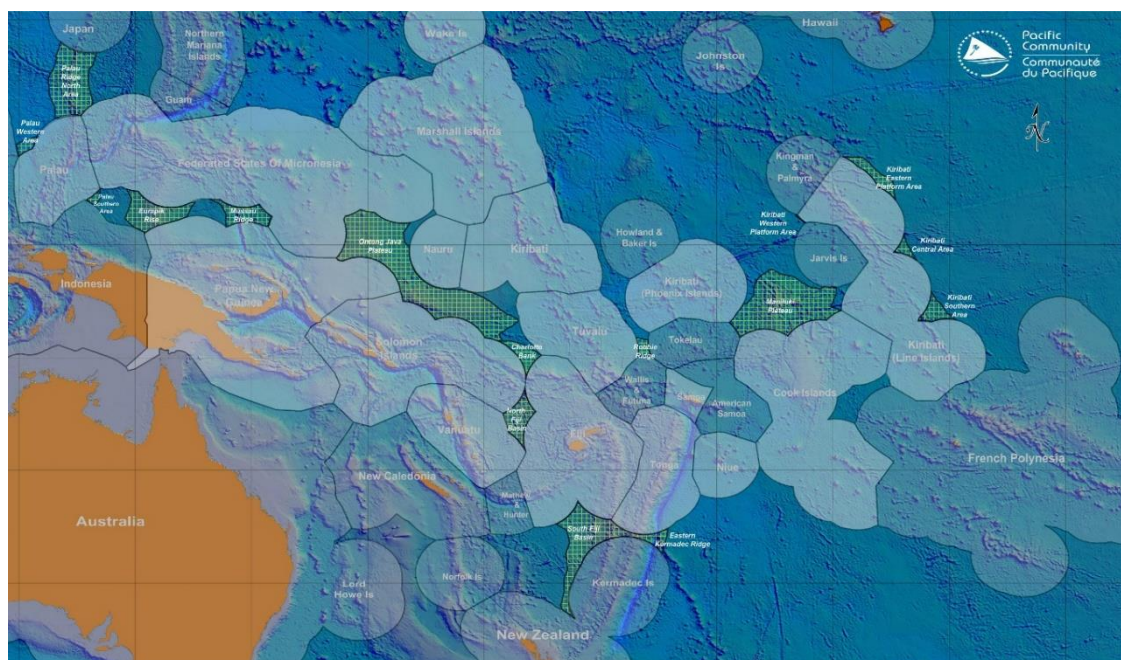 Japan
Northern
Mariana
Islands
Wake Is
Hawaii
Johnston
Is
Pacific
Community
Communauté
du Pacifique
N
Palau
Ridge
North
Area
Guam
Palau
Western
Area
Palau
Federated States Of Micronesia
Marshall Islands
Kingman
&
Palmyra
Kiribati
Eastern
Platform Area
Palau
Southern
Area
Eurapik
Rise
Mussau
Ridge
Ontong Java
Plateau
Nauru
Kiribati
Howland &
Baker Is
Kiribati
Western
Platform Area
Jarvis Is
Kiribati
Central Area
Indonesia
Papua New
Guinea
Kiribati
(Phoenix Islands)
Manihiki
Plateau
Kiribati
Southern
Area
Solomon
Islands
Tuvalu
Charlotte
Bank
Robbie
Ridge
Tokelau
Kiribati
(Line Islands)
Wallis
&
Futuna
Samoa
American
Samoa
Cook Islands
Vanuatu
North
Fiji
Basin
Fiji
Tonga
Niue
French Polynesia
New Caledonia
Mathew
&
Hunter
Australia
South Fiji
Basin
Eastern
Kermadec Ridge
Lord
Howe Is
Norfolk Is
Kermadec Is
New Zealand